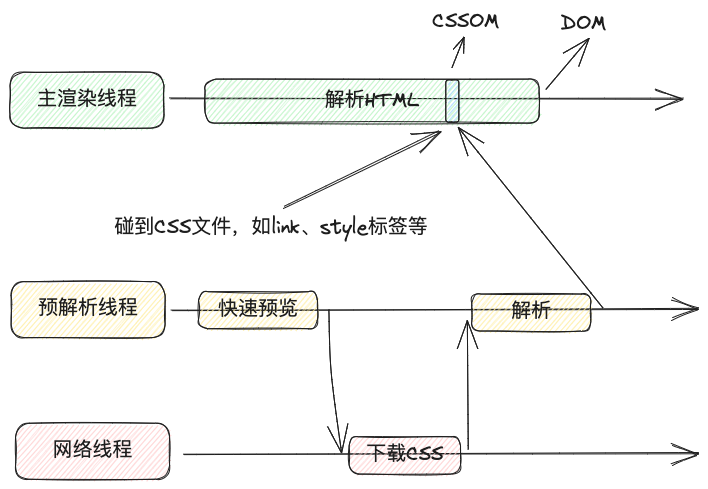 CSSOM
DOM
主渲染线程
解析HTML
碰到CSS文件，如link、style标签等
预解析线程
快速预览
解析
网络线程
下载CSS